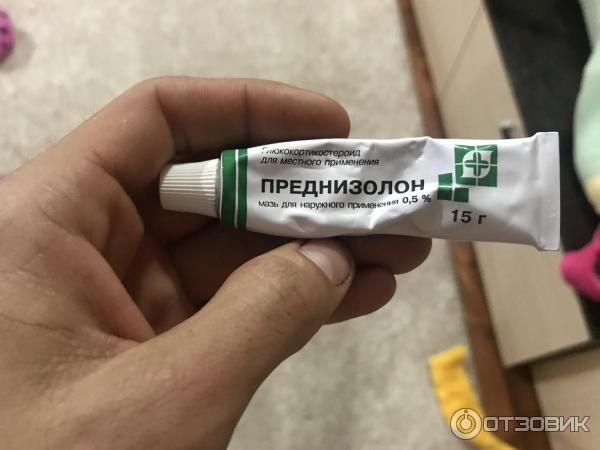 глюкокортикостероид
для местного применения
ПРЕДНИЗОЛОН
мазь для наружного применения 0,5 %
15 г
ОТЗОВИК